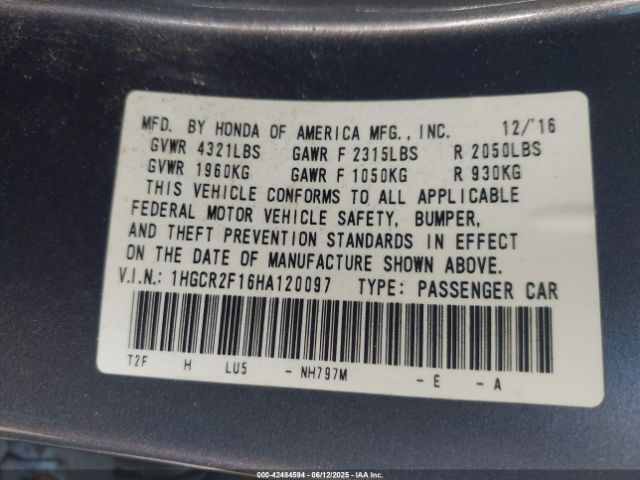 MFD. BY HONDA OF AMERICA MFG., INC. 12/'16
GVWR 4321LBS GAWR F 2315LBS R 2050LBS
GVWR 1960KG GAWR F 1050KG R 930KG
THIS VEHICLE CONFORMS TO ALL APPLICABLE
FEDERAL MOTOR VEHICLE SAFETY, BUMPER,
AND THEFT PREVENTION STANDARDS IN EFFECT
ON THE DATE OF MANUFACTURE SHOWN ABOVE.
V.I.N.: 1HGCR2F16HA120097 TYPE: PASSENGER CAR
T2F H LU5 - NH797M - E - A
000-42484594 | 06/12/2025 - IAA Inc.